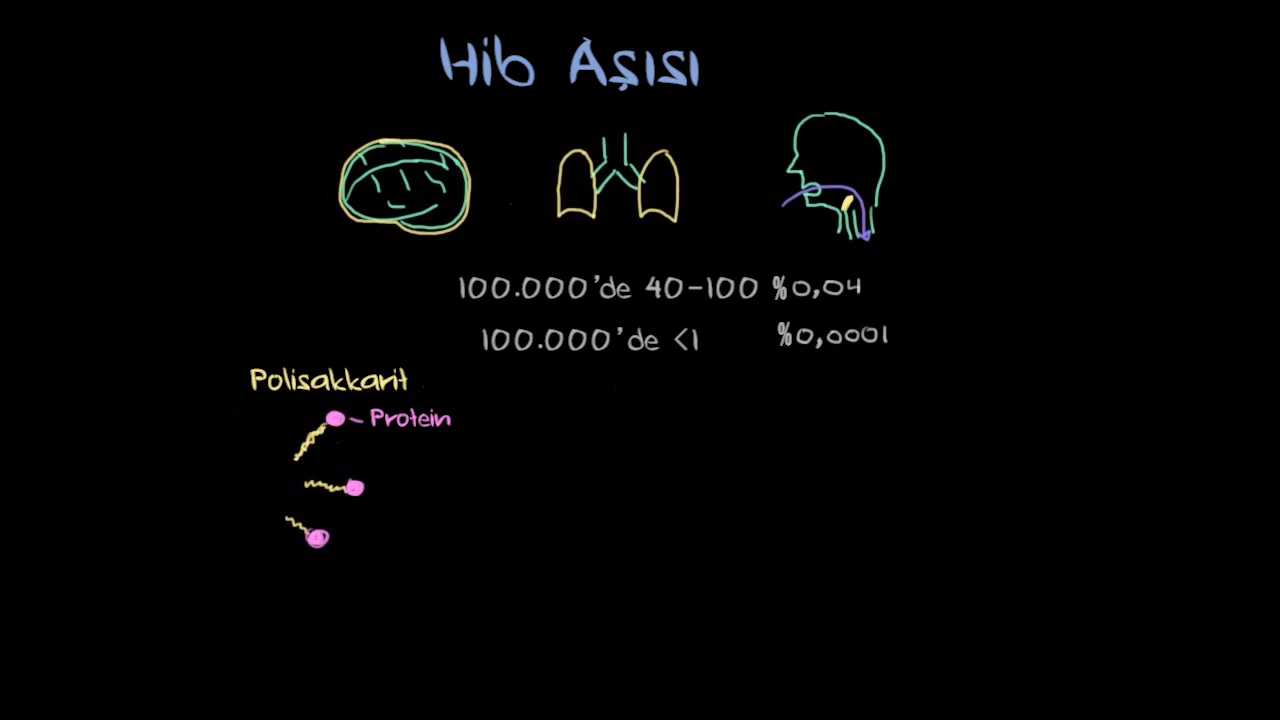 Hib Aşısı
100.000'de 40-100 %0,04
100.000'de <1 %0,0001
Polisakkarit
Protein